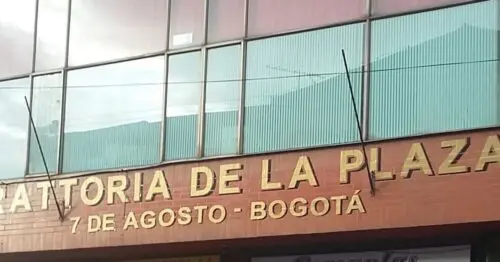 RATTORIA DE LA PLAZA
7 DE AGOSTO - BOGOTÁ